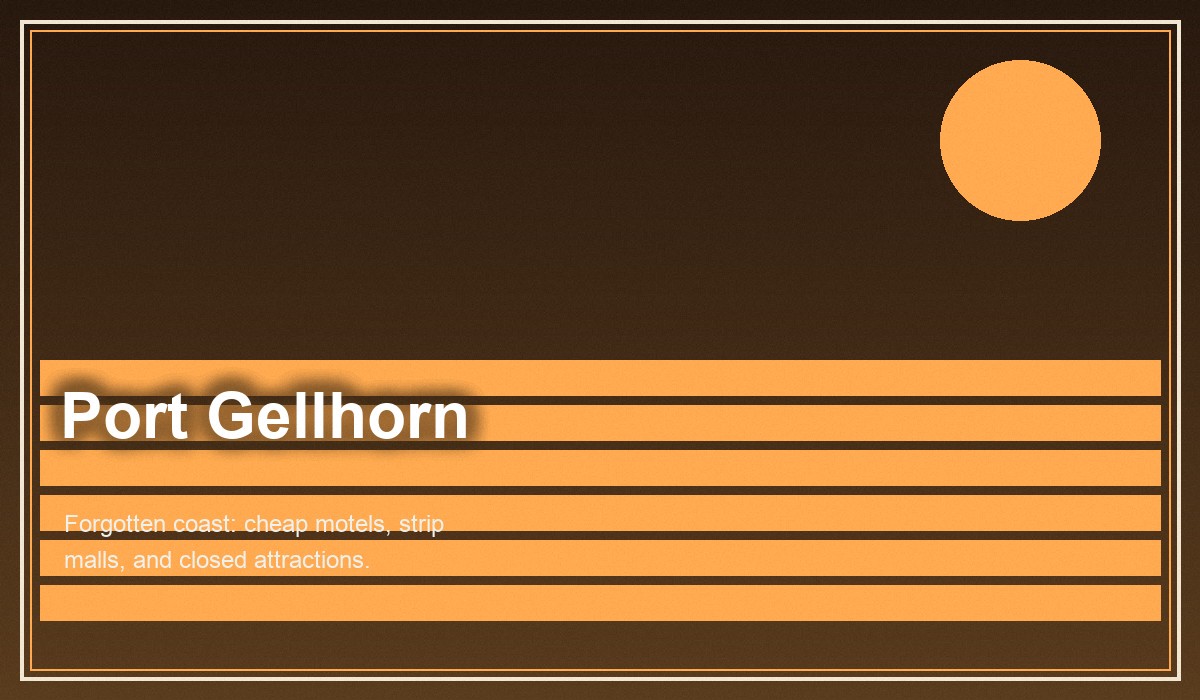 Port Gellhorn
Forgotten coast: cheap motels, strip
malls, and closed attractions.